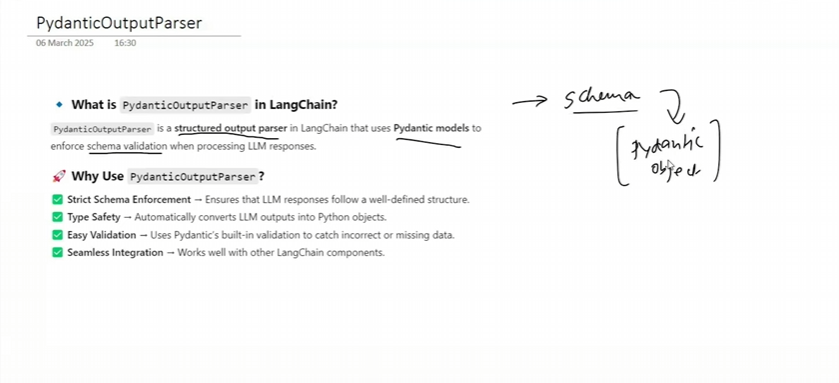 PydanticOutputParser
06 March 2025 16:30
What is PydanticOutputParser in LangChain?
PydanticOutputParser is a structured output parser in LangChain that uses Pydantic models to
enforce schema validation when processing LLM responses.
Why Use PydanticOutputParser?
Strict Schema Enforcement → Ensures that LLM responses follow a well-defined structure.
Type Safety → Automatically converts LLM outputs into Python objects.
Easy Validation → Uses Pydantic's built-in validation to catch incorrect or missing data.
Seamless Integration → Works well with other LangChain components.
→ schema
[Pydantic
object]